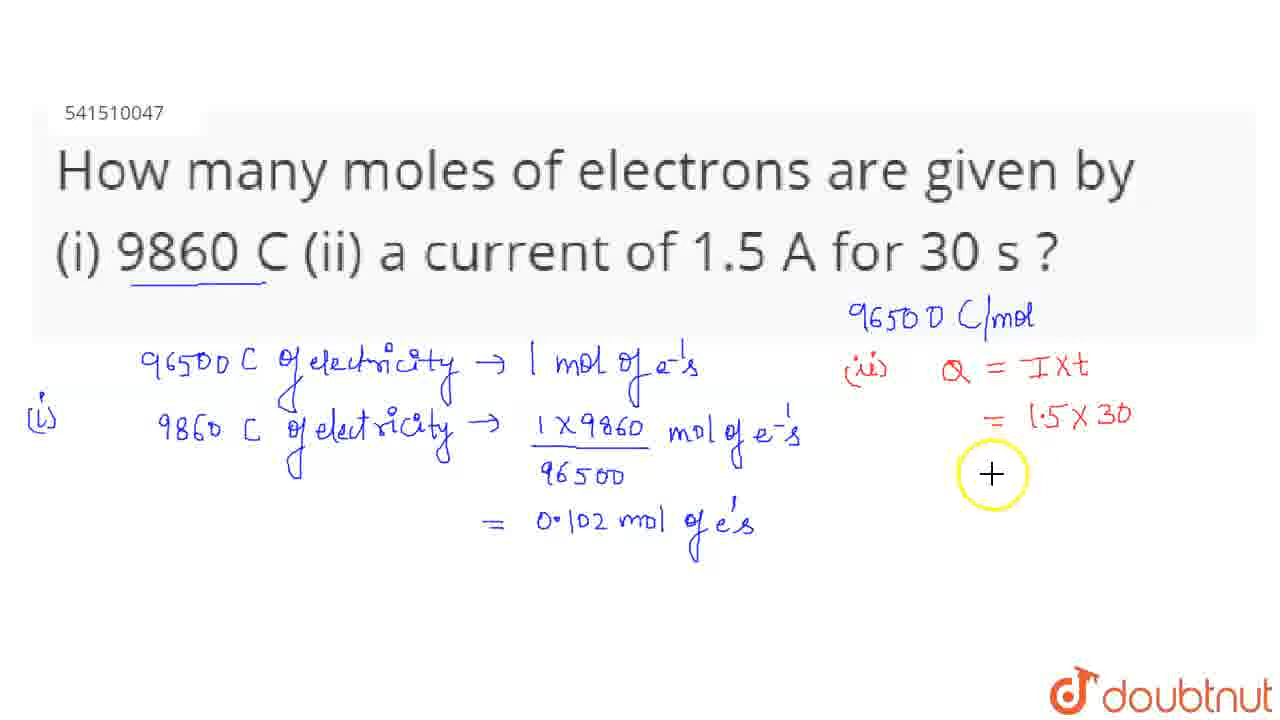 541510047
How many moles of electrons are given by
(i) 9860 C (ii) a current of 1.5 A for 30 s ?
96500 C/mol
96500 C of electricity → 1 mol of e-'s
(i) 9860 C of electricity → 1 × 9860 mol of e-'s
96500
= 0.102 mol of e's
(ii) Q = I × t
= 1.5 × 30
doubtnut